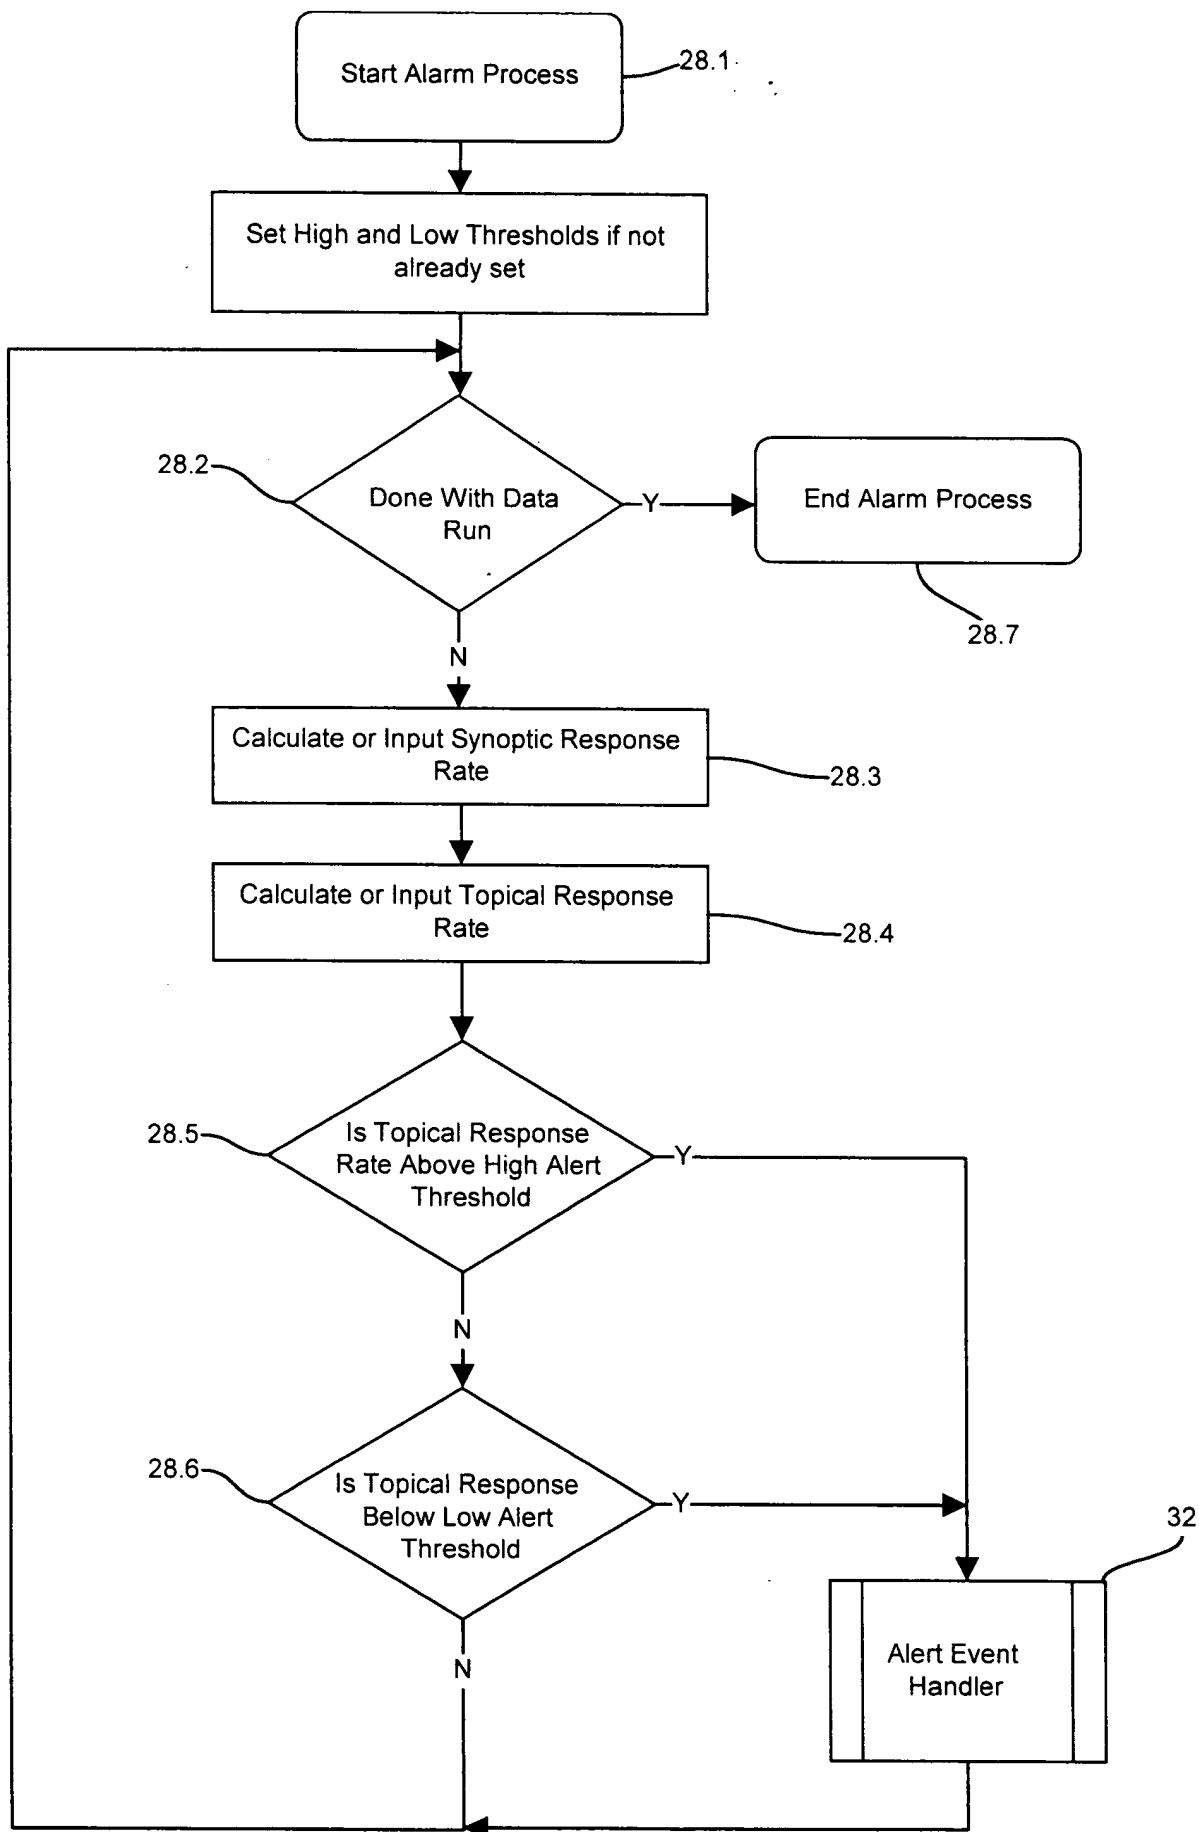 Start Alarm Process
28.1
Set High and Low Thresholds if not
already set
28.2
Done With Data
Run
Y
End Alarm Process
28.7
N
Calculate or Input Synoptic Response
Rate
28.3
Calculate or Input Topical Response
Rate
28.4
28.5
Is Topical Response
Rate Above High Alert
Threshold
Y
N
28.6
Is Topical Response
Below Low Alert
Threshold
Y
32
Alert Event
Handler
N